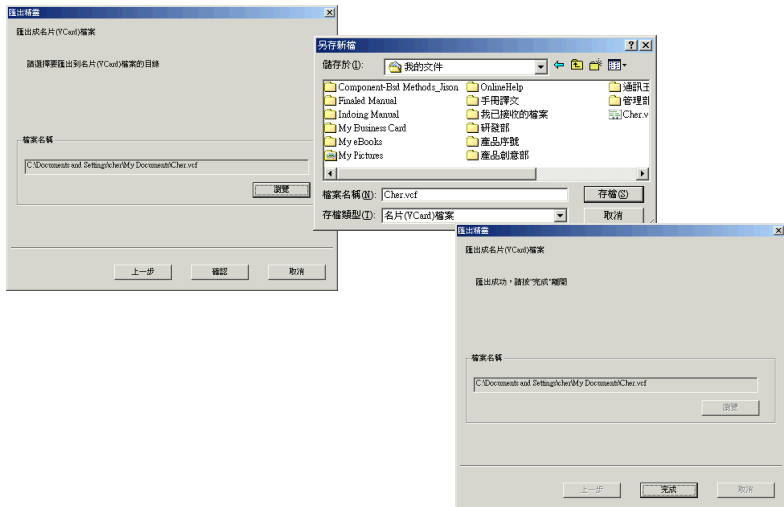 匯出精靈
匯出成名片(VCard)檔案
請選擇要匯出到名片(VCard)檔案的目錄
檔案名稱
C:\Documents and Settings\cher\My Documents\Cher.vcf
瀏覽
上一步
確認
取消
另存新檔
儲存於(I):
我的文件
Component-Bsd Methods_Jison
Finaled Manual
Indoing Manual
My Business Card
My eBooks
My Pictures
OnlineHelp
手冊譯文
我已接收的檔案
研發部
產品序號
產品創意部
通訊王
管理部
Cher.v
檔案名稱(N):
Cher.vcf
存檔(S)
存檔類型(T):
名片(VCard)檔案
取消
匯出精靈
匯出成名片(VCard)檔案
匯出成功，請按"完成"離開
檔案名稱
C:\Documents and Settings\cher\My Documents\Cher.vcf
瀏覽
上一步
完成
取消